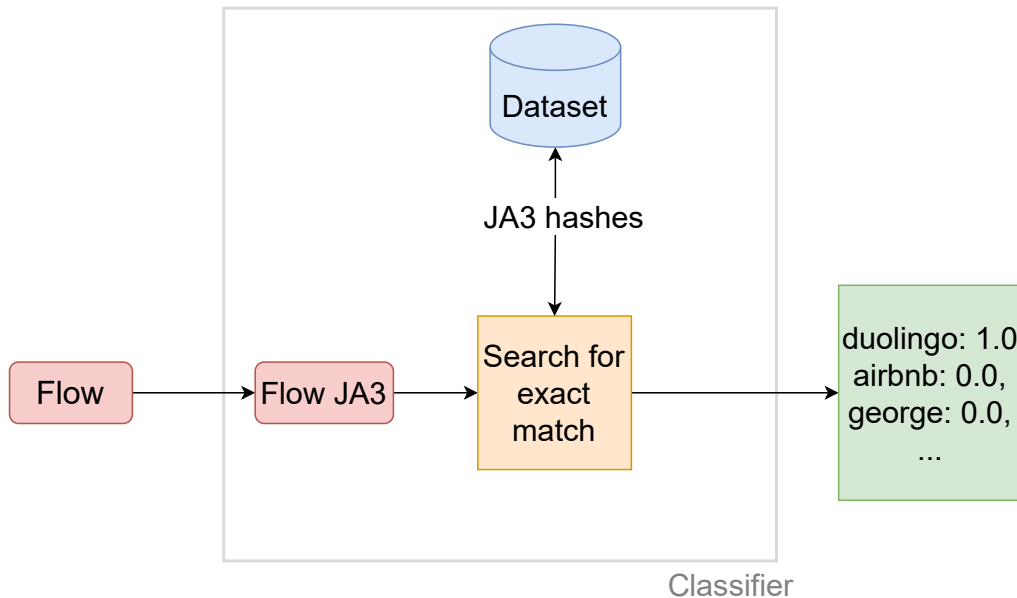 Dataset
JA3 hashes
Flow
Flow JA3
Search for
exact
match
duolingo: 1.0
airbnb: 0.0,
george: 0.0,
...
Classifier